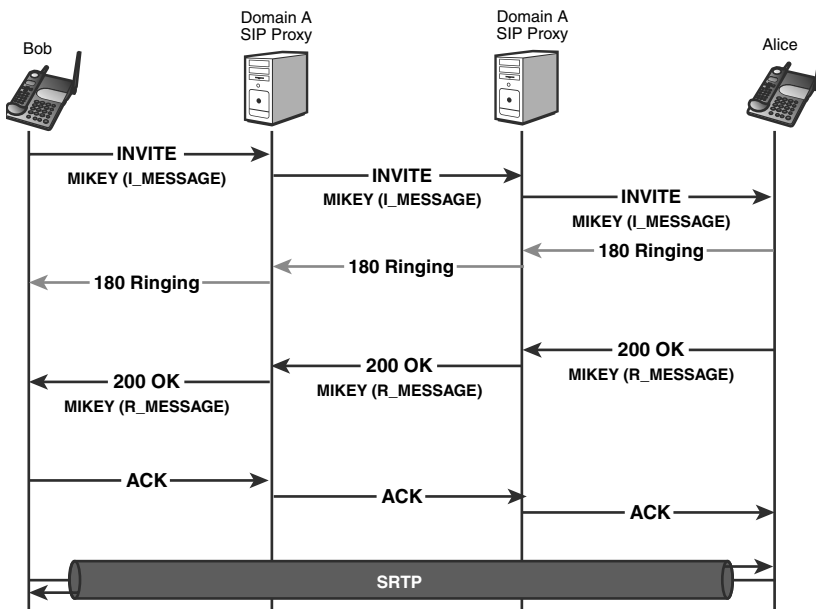 Domain A
SIP Proxy
Domain A
SIP Proxy
Bob
Alice
INVITE
MIKEY (I_MESSAGE)
INVITE
MIKEY (I_MESSAGE)
INVITE
MIKEY (I_MESSAGE)
180 Ringing
180 Ringing
180 Ringing
200 OK
MIKEY (R_MESSAGE)
200 OK
MIKEY (R_MESSAGE)
200 OK
MIKEY (R_MESSAGE)
ACK
ACK
ACK
SRTP